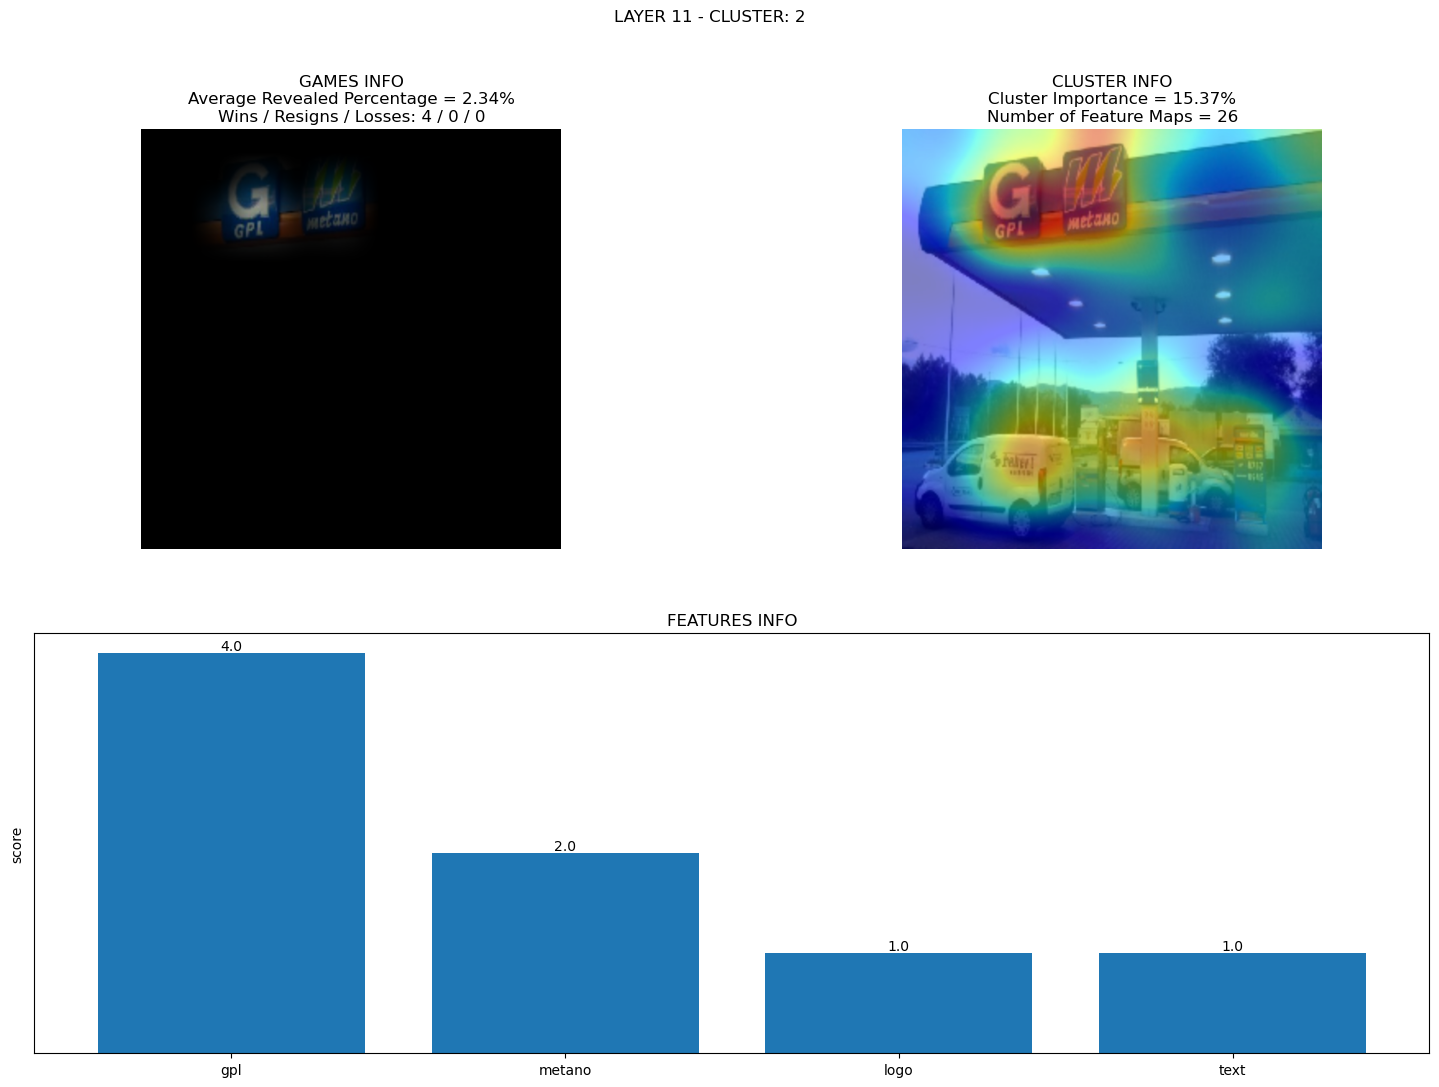 LAYER 11 - CLUSTER: 2
GAMES INFO
Average Revealed Percentage = 2.34%
Wins / Resigns / Losses: 4 / 0 / 0
G
GPL
metano
CLUSTER INFO
Cluster Importance = 15.37%
Number of Feature Maps = 26
G
GPL
metano
FEATURES INFO
score
4.0
2.0
1.0
1.0
gpl
metano
logo
text